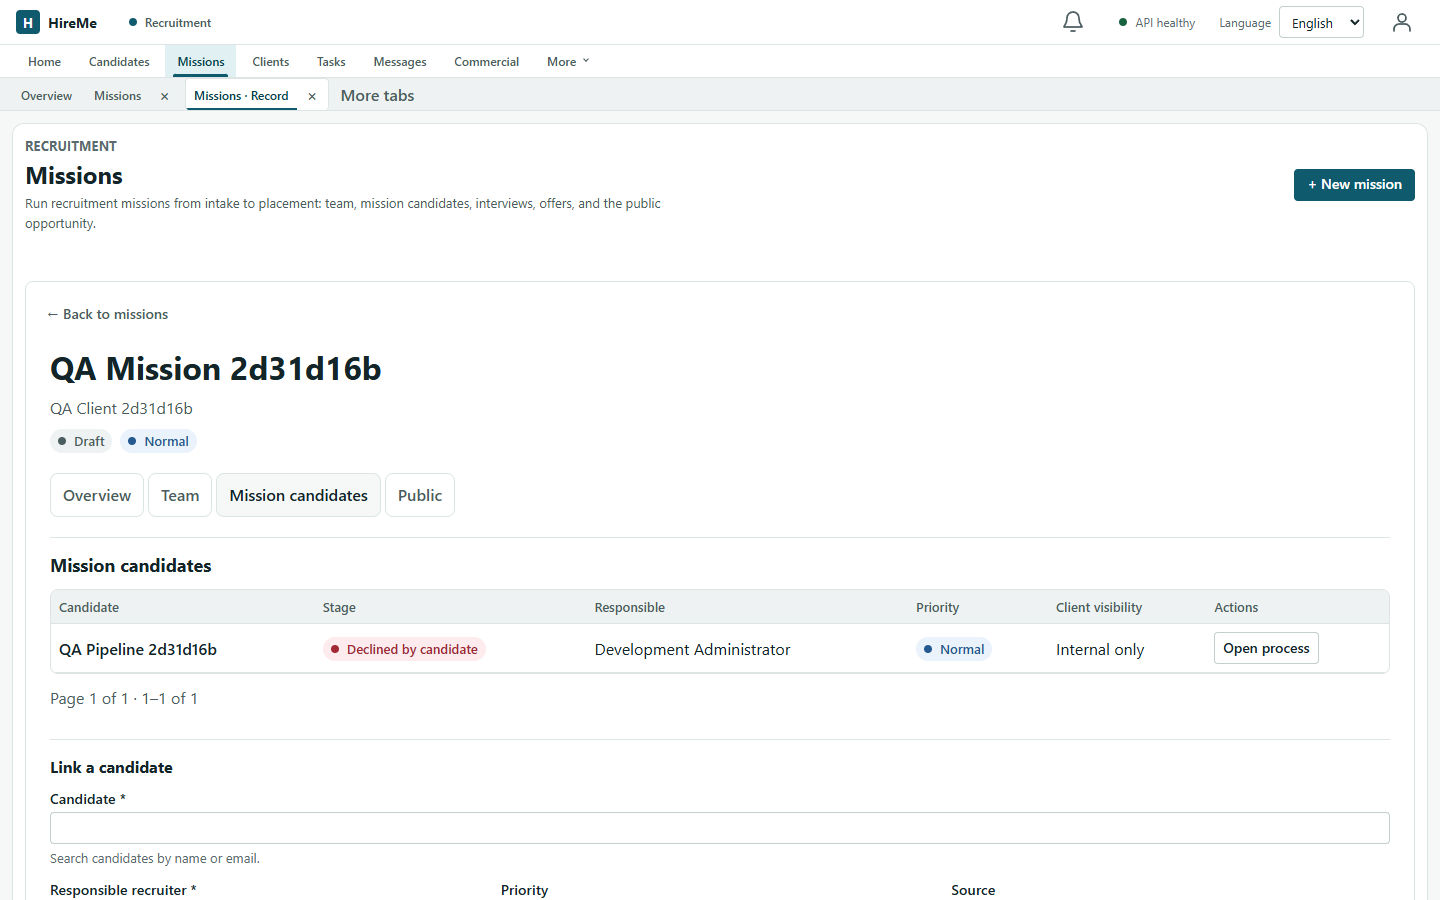 H HireMe Recruitment API healthy Language English
Home Candidates Missions Clients Tasks Messages Commercial More
Overview Missions × Missions · Record × More tabs
RECRUITMENT
Missions
+ New mission
Run recruitment missions from intake to placement: team, mission candidates, interviews, offers, and the public
opportunity.
← Back to missions
QA Mission 2d31d16b
QA Client 2d31d16b
Draft Normal
Overview Team Mission candidates Public
Mission candidates
Candidate Stage Responsible Priority Client visibility Actions
QA Pipeline 2d31d16b Declined by candidate Development Administrator Normal Internal only Open process
Page 1 of 1 · 1–1 of 1
Link a candidate
Candidate *
Search candidates by name or email.
Responsible recruiter * Priority Source